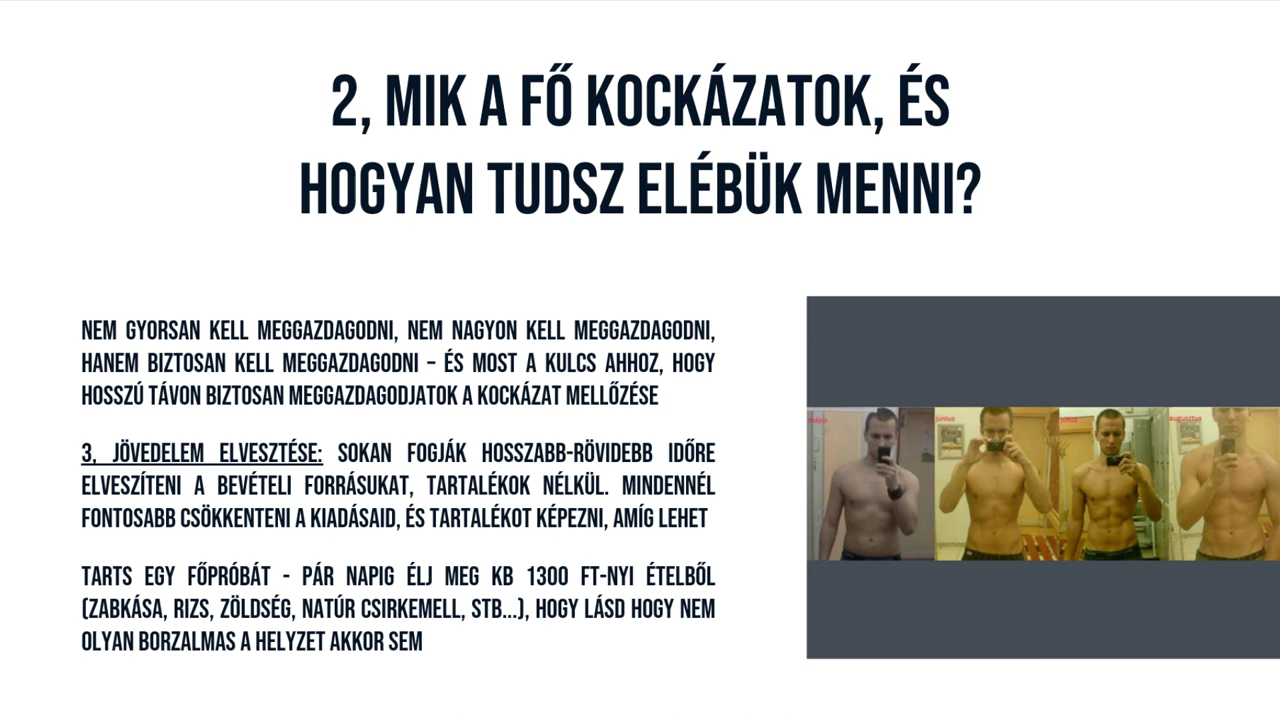 2, MIK A FŐ KOCKÁZATOK, ÉS
HOGYAN TUDSZ ELÉBÜK MENNI?
NEM GYORSAN KELL MEGGAZDAGODNI, NEM NAGYON KELL MEGGAZDAGODNI,
HANEM BIZTOSAN KELL MEGGAZDAGODNI – ÉS MOST A KULCS AHHOZ, HOGY
HOSSZÚ TÁVON BIZTOSAN MEGGAZDAGODJATOK A KOCKÁZAT MELLŐZÉSE
3, JÖVEDELEM ELVESZTÉSE: SOKAN FOGJÁK HOSSZABB-RÖVIDEBB IDŐRE
ELVESZÍTENI A BEVÉTELI FORRÁSUKAT, TARTALÉKOK NÉLKÜL. MINDENNÉL
FONTOSABB CSÖKKENTENI A KIADÁSAID, ÉS TARTALÉKOT KÉPEZNI, AMÍG LEHET
TARTS EGY FŐPRÓBÁT - PÁR NAPIG ÉLJ MEG KB 1300 FT-NYI ÉTELBŐL
(ZABKÁSA, RIZS, ZÖLDSÉG, NATÚR CSIRKEMELL, STB...), HOGY LÁSD HOGY NEM
OLYAN BORZALMAS A HELYZET AKKOR SEM
június
augusztus